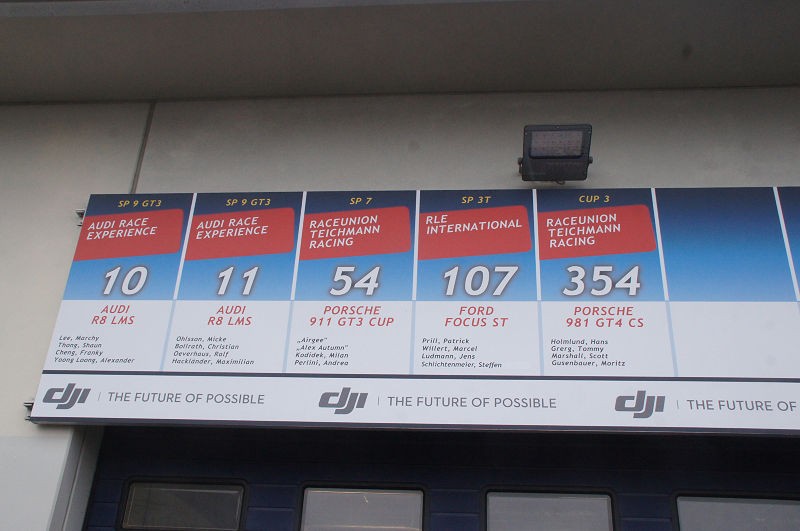 SP 9 GT3
AUDI RACE
EXPERIENCE
10
AUDI
R8 LMS
Lee, Marchy
Thong, Shaun
Cheng, Franky
Yoong Loong, Alexander
SP 9 GT3
AUDI RACE
EXPERIENCE
11
AUDI
R8 LMS
Ohlsson, Micke
Bollrath, Christian
Oeverhaus, Ralf
Hackländer, Maximilian
SP 7
RACEUNION
TEICHMANN
RACING
54
PORSCHE
911 GT3 CUP
„Airgee"
„Alex Autumn"
Kodidek, Milan
Perlini, Andrea
SP 3T
RLE
INTERNATIONAL
107
FORD
FOCUS ST
Prill, Patrick
Willert, Marcel
Ludmann, Jens
Schlichtenmeier, Steffen
CUP 3
RACEUNION
TEICHMANN
RACING
354
PORSCHE
981 GT4 CS
Holmlund, Hans
Grerg, Tommy
Marshall, Scott
Gusenbauer, Moritz
dji THE FUTURE OF POSSIBLE
dji THE FUTURE OF POSSIBLE
dji THE FUTURE OF